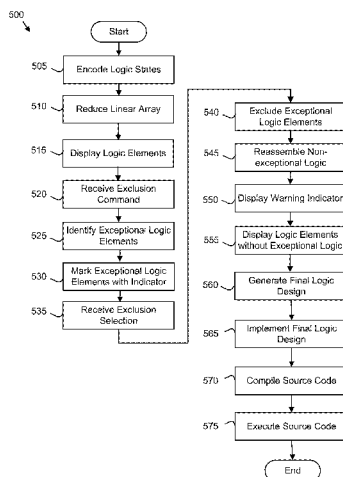 500
Start
505
Encode Logic States
510
Reduce Linear Array
515
Display Logic Elements
520
Receive Exclusion
Command
525
Identify Exceptional Logic
Elements
530
Mark Exceptional Logic
Elements with Indicator
535
Receive Exclusion
Selection
540
Exclude Exceptional
Logic Elements
545
Reassemble Non-
exceptional Logic
550
Display Warning Indicator
555
Display Logic Elements
without Exceptional Logic
560
Generate Final Logic
Design
565
Implement Final Logic
Design
570
Compile Source Code
575
Execute Source Code
End